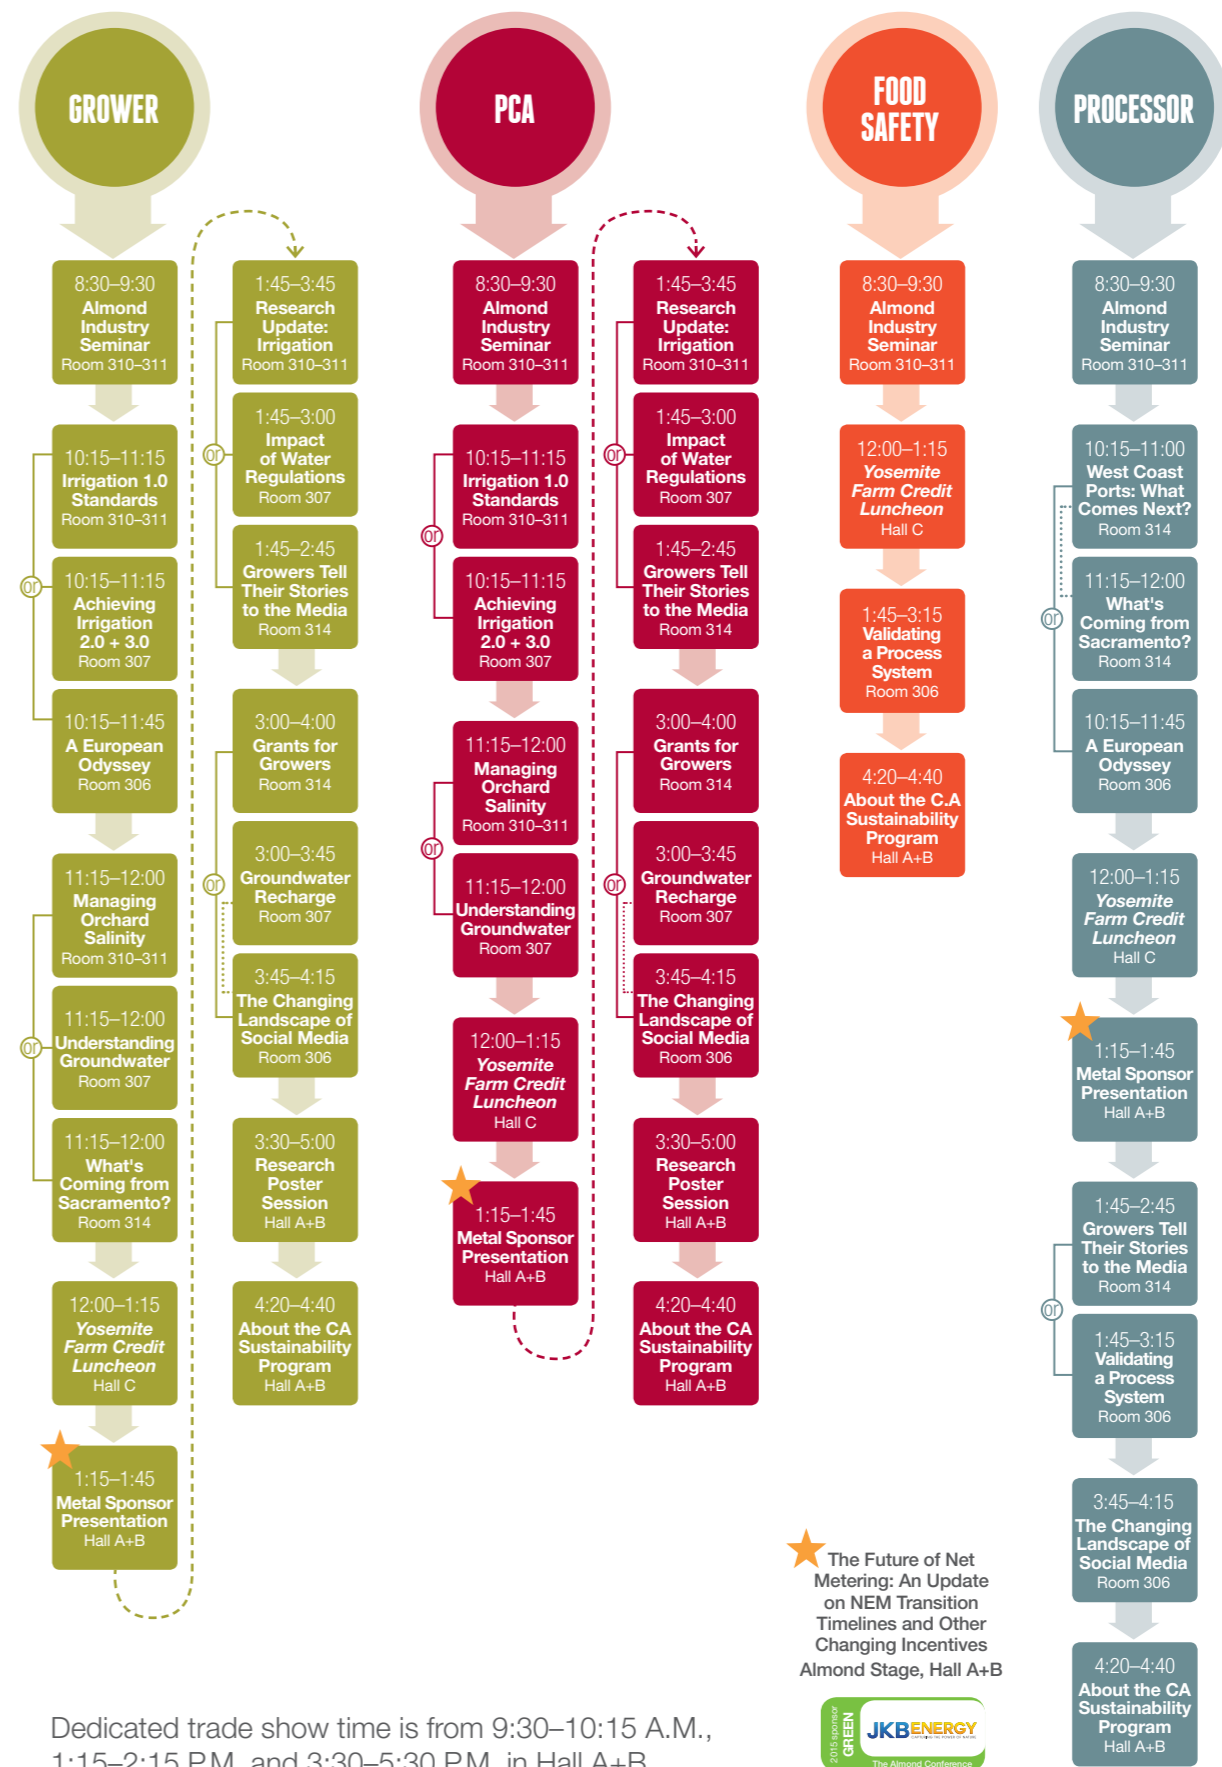 GROWER
8:30–9:30
Almond
Industry
Seminar
Room 310–311
10:15–11:15
Irrigation 1.0
Standards
Room 310–311
or
10:15–11:15
Achieving
Irrigation
2.0 + 3.0
Room 307
10:15–11:45
A European
Odyssey
Room 306
11:15–12:00
Managing
Orchard
Salinity
Room 310–311
or
11:15–12:00
Understanding
Groundwater
Room 307
11:15–12:00
What's
Coming from
Sacramento?
Room 314
12:00–1:15
Yosemite
Farm Credit
Luncheon
Hall C
1:15–1:45
Metal Sponsor
Presentation
Hall A+B
1:45–3:45
Research
Update:
Irrigation
Room 310–311
or
1:45–3:00
Impact
of Water
Regulations
Room 307
1:45–2:45
Growers Tell
Their Stories
to the Media
Room 314
3:00–4:00
Grants for
Growers
Room 314
or
3:00–3:45
Groundwater
Recharge
Room 307
3:45–4:15
The Changing
Landscape of
Social Media
Room 306
3:30–5:00
Research
Poster
Session
Hall A+B
4:20–4:40
About the CA
Sustainability
Program
Hall A+B
PCA
8:30–9:30
Almond
Industry
Seminar
Room 310–311
10:15–11:15
Irrigation 1.0
Standards
Room 310–311
or
10:15–11:15
Achieving
Irrigation
2.0 + 3.0
Room 307
11:15–12:00
Managing
Orchard
Salinity
Room 310–311
or
11:15–12:00
Understanding
Groundwater
Room 307
12:00–1:15
Yosemite
Farm Credit
Luncheon
Hall C
1:15–1:45
Metal Sponsor
Presentation
Hall A+B
1:45–3:45
Research
Update:
Irrigation
Room 310–311
or
1:45–3:00
Impact
of Water
Regulations
Room 307
1:45–2:45
Growers Tell
Their Stories
to the Media
Room 314
3:00–4:00
Grants for
Growers
Room 314
or
3:00–3:45
Groundwater
Recharge
Room 307
3:45–4:15
The Changing
Landscape of
Social Media
Room 306
3:30–5:00
Research
Poster
Session
Hall A+B
4:20–4:40
About the CA
Sustainability
Program
Hall A+B
FOOD
SAFETY
8:30–9:30
Almond
Industry
Seminar
Room 310–311
12:00–1:15
Yosemite
Farm Credit
Luncheon
Hall C
1:45–3:15
Validating
a Process
System
Room 306
4:20–4:40
About the C.A
Sustainability
Program
Hall A+B
PROCESSOR
8:30–9:30
Almond
Industry
Seminar
Room 310–311
10:15–11:00
West Coast
Ports: What
Comes Next?
Room 314
or
11:15–12:00
What's
Coming from
Sacramento?
Room 314
10:15–11:45
A European
Odyssey
Room 306
12:00–1:15
Yosemite
Farm Credit
Luncheon
Hall C
1:15–1:45
Metal Sponsor
Presentation
Hall A+B
1:45–2:45
Growers Tell
Their Stories
to the Media
Room 314
or
1:45–3:15
Validating
a Process
System
Room 306
3:45–4:15
The Changing
Landscape of
Social Media
Room 306
4:20–4:40
About the CA
Sustainability
Program
Hall A+B
The Future of Net
Metering: An Update
on NEM Transition
Timelines and Other
Changing Incentives
Almond Stage, Hall A+B
2015 sponsor
GREEN
JKBENERGY
CAPTURING THE POWER OF NATURE
The Almond Conference
Dedicated trade show time is from 9:30–10:15 A.M.,
1:15–2:15 P.M. and 3:30–5:30 P.M. in Hall A+B